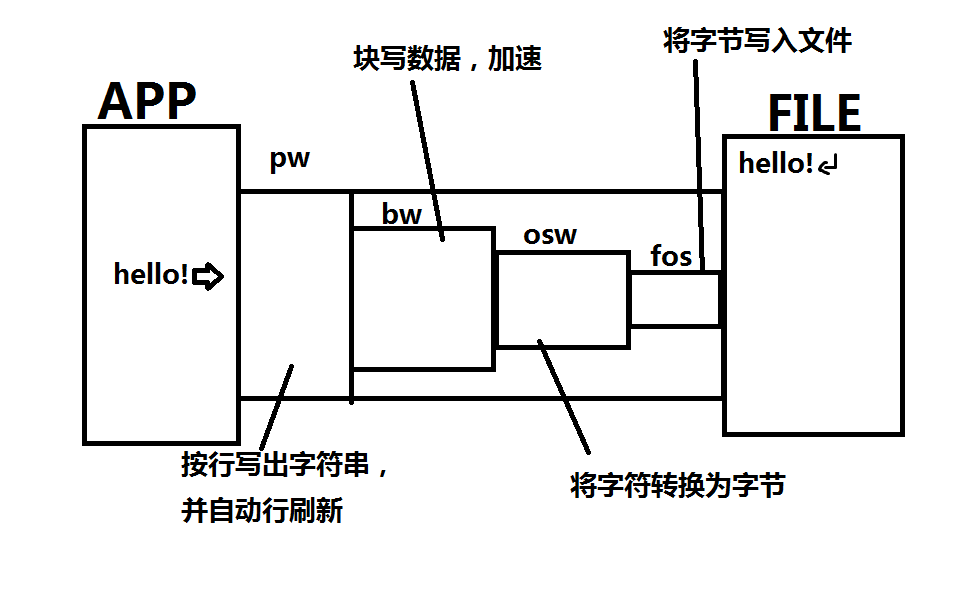 将字节写入文件
块写数据，加速
APP
FILE
pw
hello!
bw
osw
fos
hello!
按行写出字符串，
并自动行刷新
将字符转换为字节